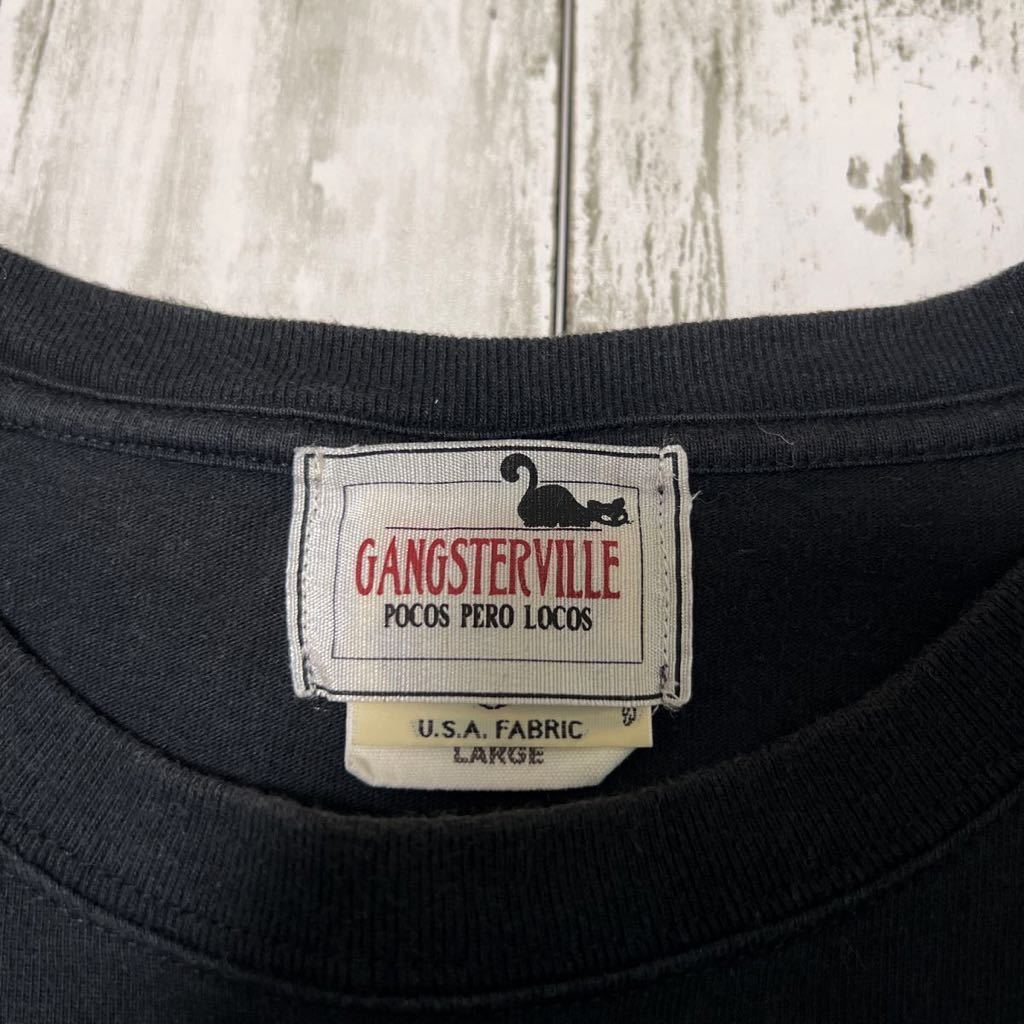 GANGSTERVILLE
POCOS PERO LOCOS
U.S.A. FABRIC
LARGE